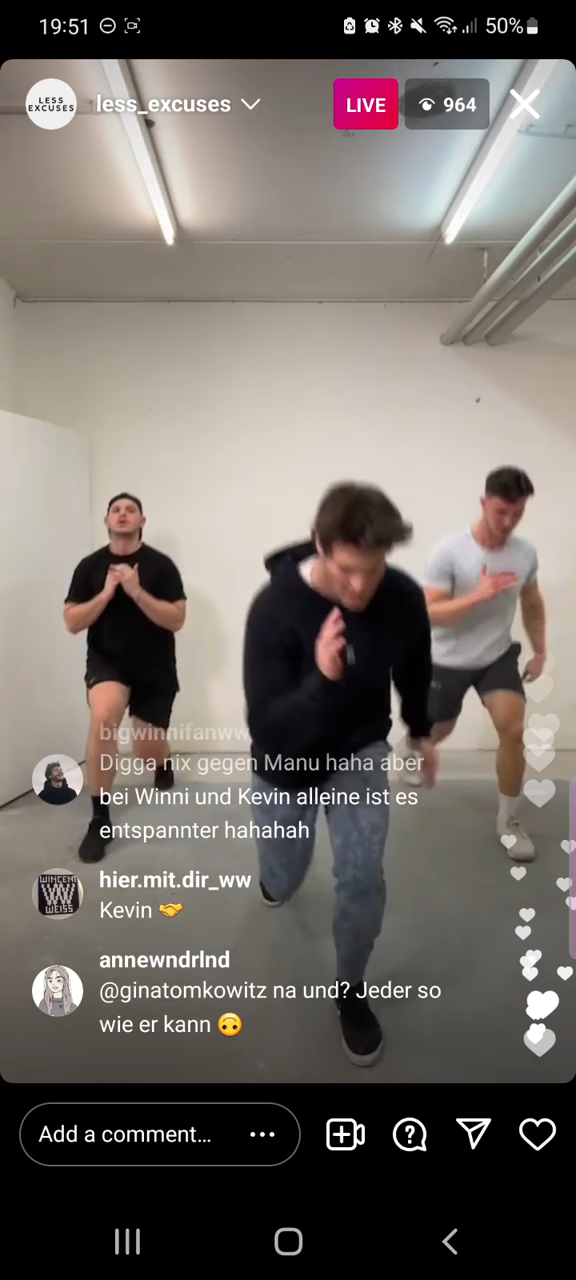 19:51
50%
LESS
EXCUSES
less_excuses
LIVE
964
bigwinnifanww
Digga nix gegen Manu haha aber
bei Winni und Kevin alleine ist es
entspannter hahahah
WINCENT
WW
WEISS
hier.mit.dir_ww
Kevin 🤝
annewndrlnd
@ginatomkowitz na und? Jeder so
wie er kann 🙃
Add a comment...